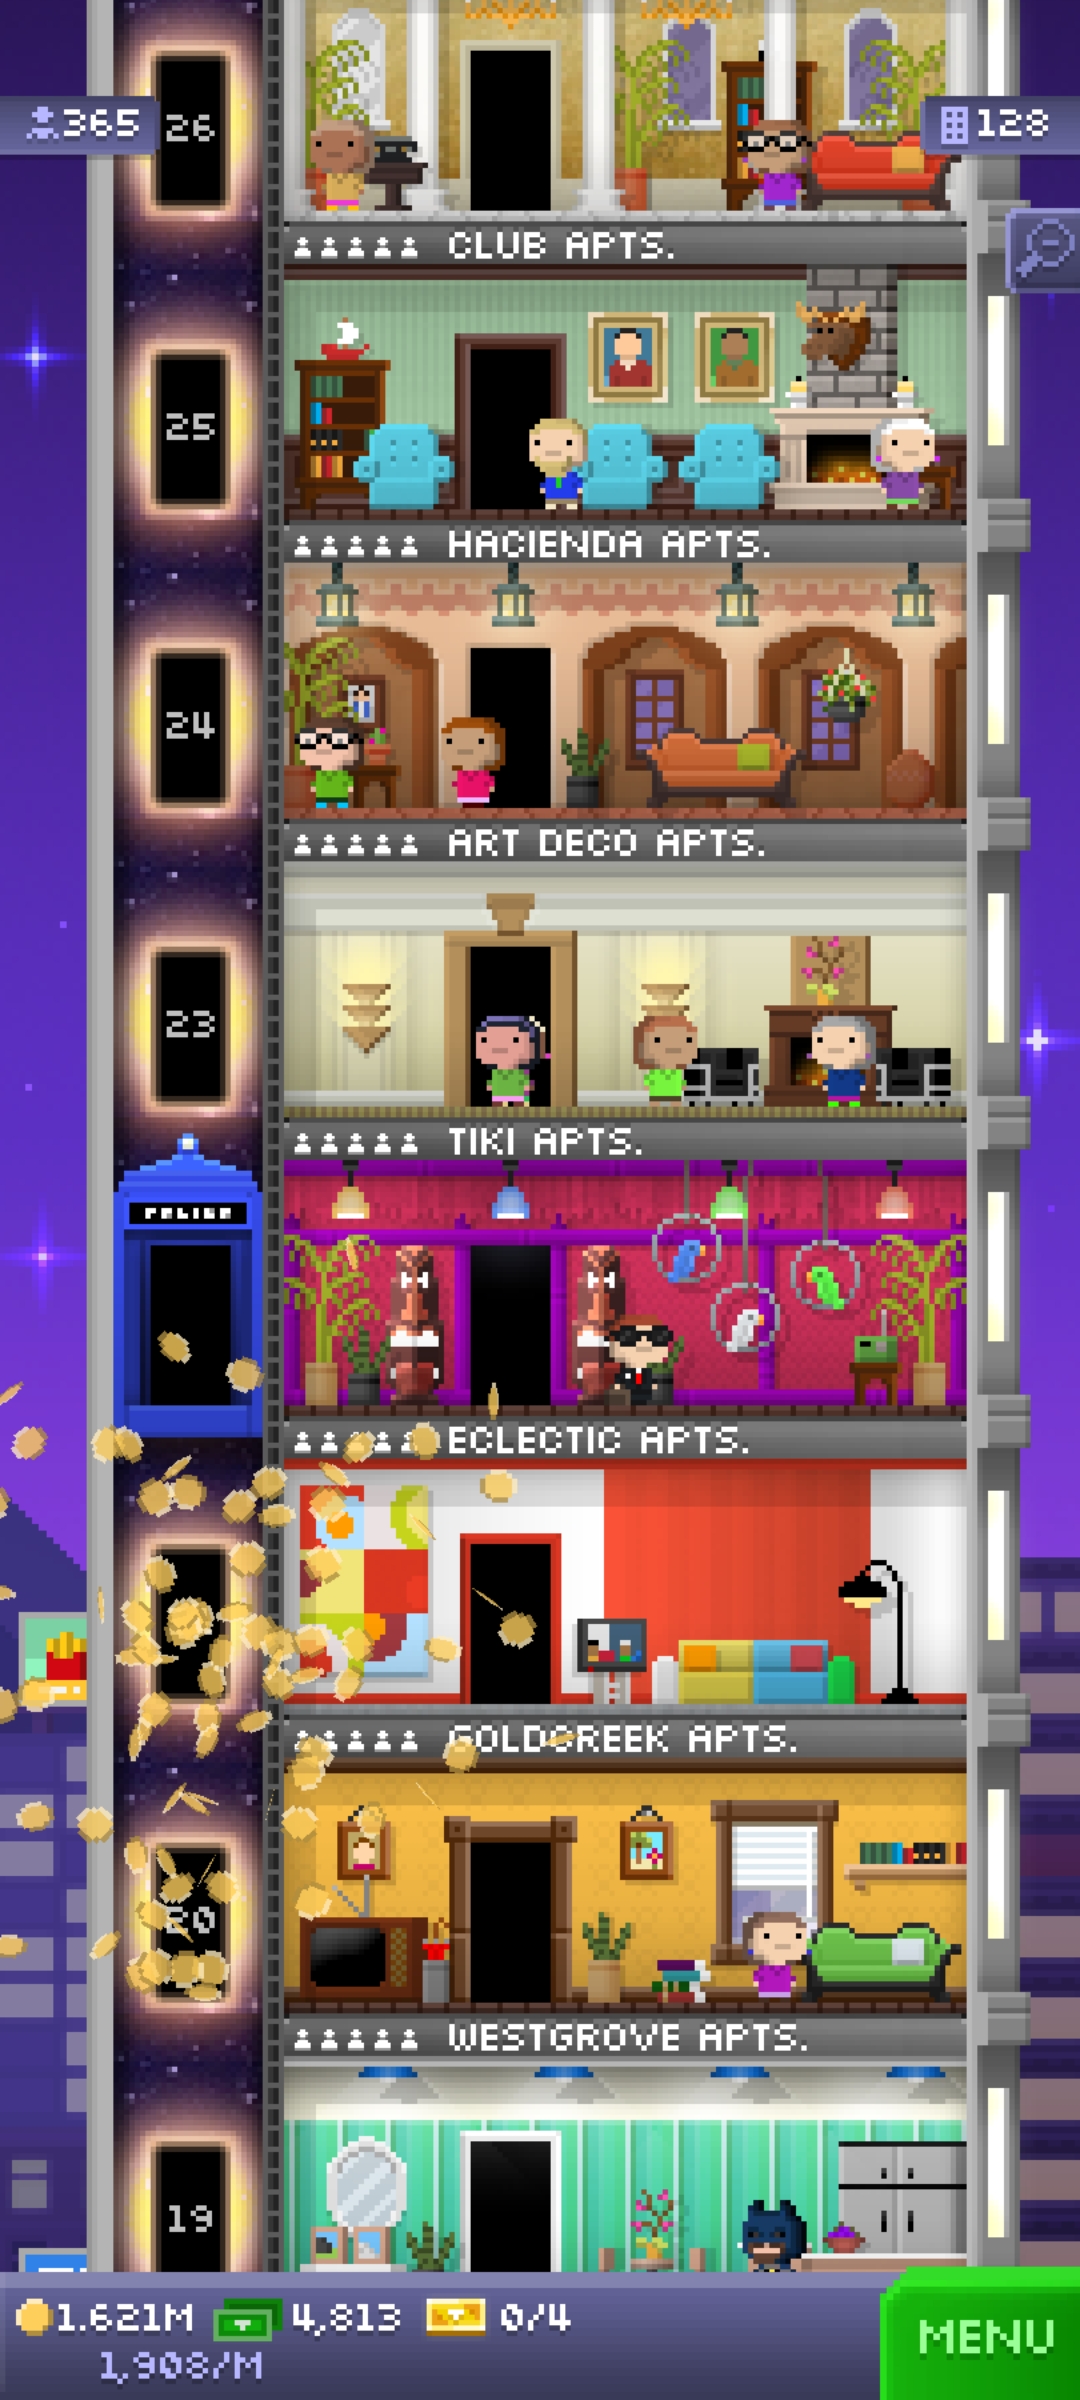 365
26
128
CLUB APTS.
25
HACIENDA APTS.
24
ART DECO APTS.
23
TIKI APTS.
POLICE
ECLECTIC APTS.
GOLDCREEK APTS.
20
WESTGROVE APTS.
19
1.621M 4,813 0/4
1,908/M
MENU